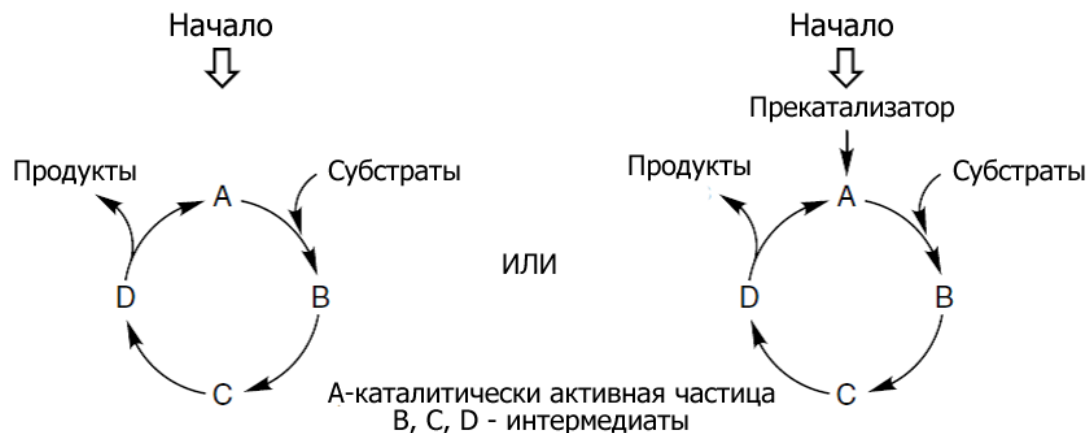 Начало
Начало
Прекатализатор
Продукты
Субстраты
Продукты
Субстраты
A
A
ИЛИ
D
B
D
B
C
C
А-каталитически активная частица
B, C, D - интермедиаты